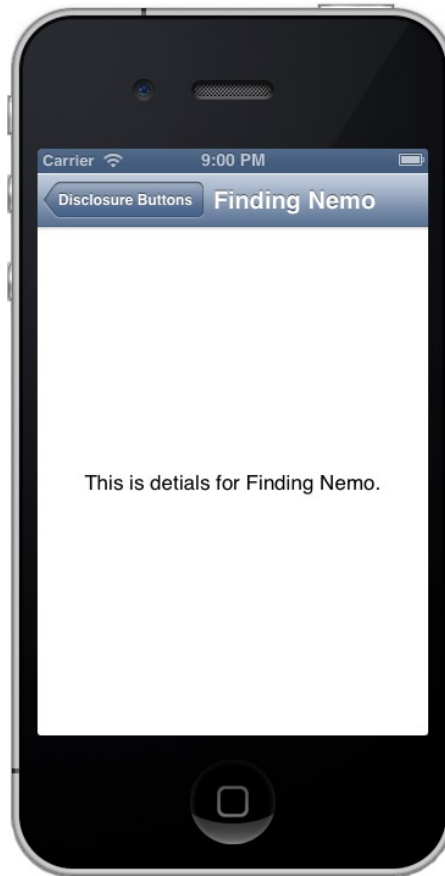 Carrier 9:00 PM
Disclosure Buttons Finding Nemo
This is detials for Finding Nemo.